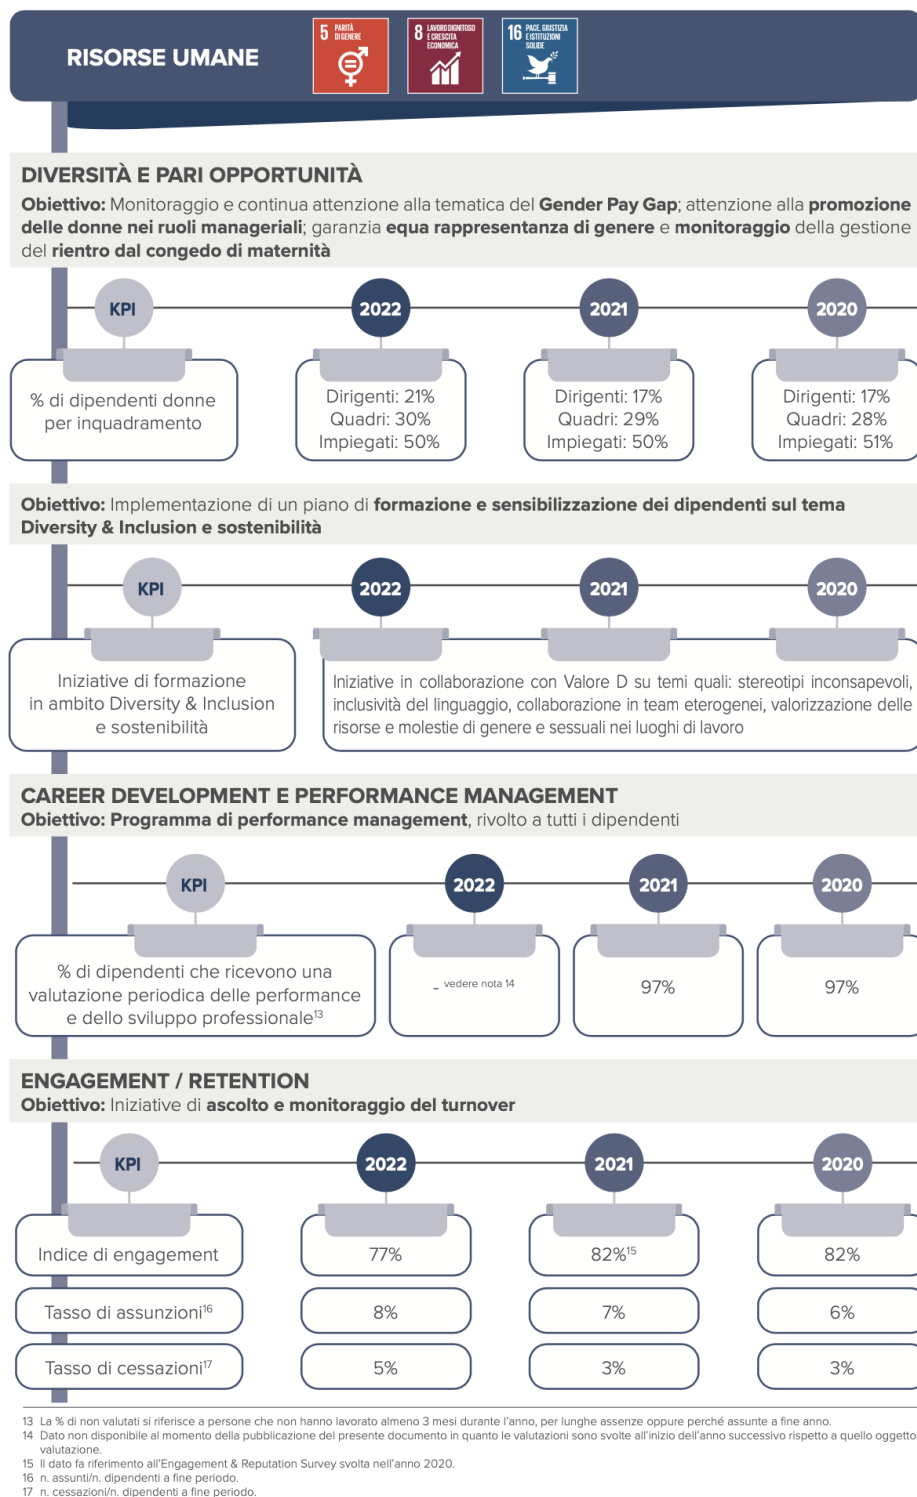 RISORSE UMANE
5 PARITÀ
DI GENERE
8 LAVORO DIGNITOSO
E CRESCITA
ECONOMICA
16 PACE, GIUSTIZIA
E ISTITUZIONI
SOLIDE
DIVERSITÀ E PARI OPPORTUNITÀ
Obiettivo: Monitoraggio e continua attenzione alla tematica del Gender Pay Gap; attenzione alla promozione
delle donne nei ruoli manageriali; garanzia equa rappresentanza di genere e monitoraggio della gestione
del rientro dal congedo di maternità
KPI 2022 2021 2020
% di dipendenti donne
per inquadramento
Dirigenti: 21%
Quadri: 30%
Impiegati: 50%
Dirigenti: 17%
Quadri: 29%
Impiegati: 50%
Dirigenti: 17%
Quadri: 28%
Impiegati: 51%
Obiettivo: Implementazione di un piano di formazione e sensibilizzazione dei dipendenti sul tema
Diversity & Inclusion e sostenibilità
KPI 2022 2021 2020
Iniziative di formazione
in ambito Diversity & Inclusion
e sostenibilità
Iniziative in collaborazione con Valore D su temi quali: stereotipi inconsapevoli,
inclusività del linguaggio, collaborazione in team eterogenei, valorizzazione delle
risorse e molestie di genere e sessuali nei luoghi di lavoro
CAREER DEVELOPMENT E PERFORMANCE MANAGEMENT
Obiettivo: Programma di performance management, rivolto a tutti i dipendenti
KPI 2022 2021 2020
% di dipendenti che ricevono una
valutazione periodica delle performance
e dello sviluppo professionale13
- vedere nota 14
97%
97%
ENGAGEMENT / RETENTION
Obiettivo: Iniziative di ascolto e monitoraggio del turnover
KPI 2022 2021 2020
Indice di engagement 77% 82%15 82%
Tasso di assunzioni16 8% 7% 6%
Tasso di cessazioni17 5% 3% 3%
13 La % di non valutati si riferisce a persone che non hanno lavorato almeno 3 mesi durante l'anno, per lunghe assenze oppure perché assunte a fine anno.
14 Dato non disponibile al momento della pubblicazione del presente documento in quanto le valutazioni sono svolte all'inizio dell'anno successivo rispetto a quello oggetto
valutazione.
15 Il dato fa riferimento all'Engagement & Reputation Survey svolta nell'anno 2020.
16 n. assunti/n. dipendenti a fine periodo.
17 n. cessazioni/n. dipendenti a fine periodo.